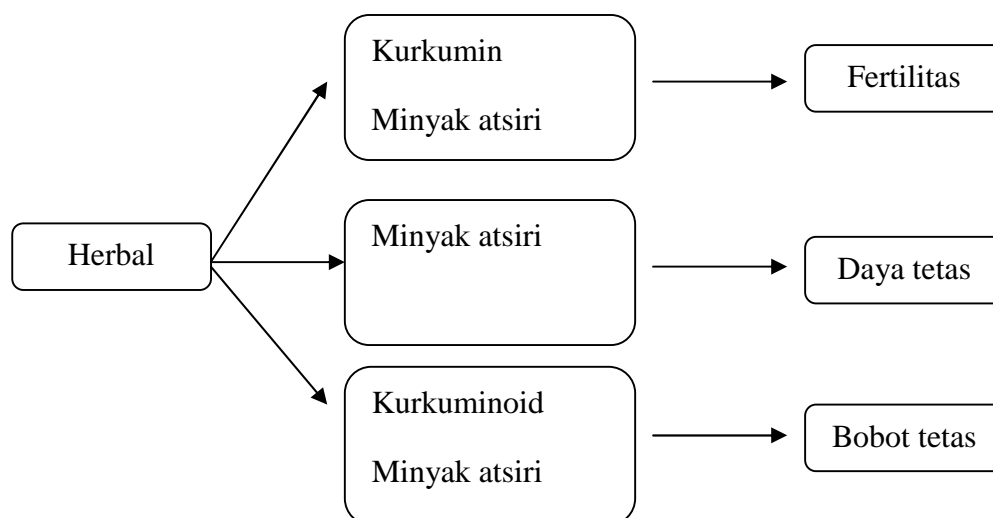 Kurkumin
Minyak atsiri
Fertilitas
Herbal
Minyak atsiri
Daya tetas
Kurkuminoid
Minyak atsiri
Bobot tetas